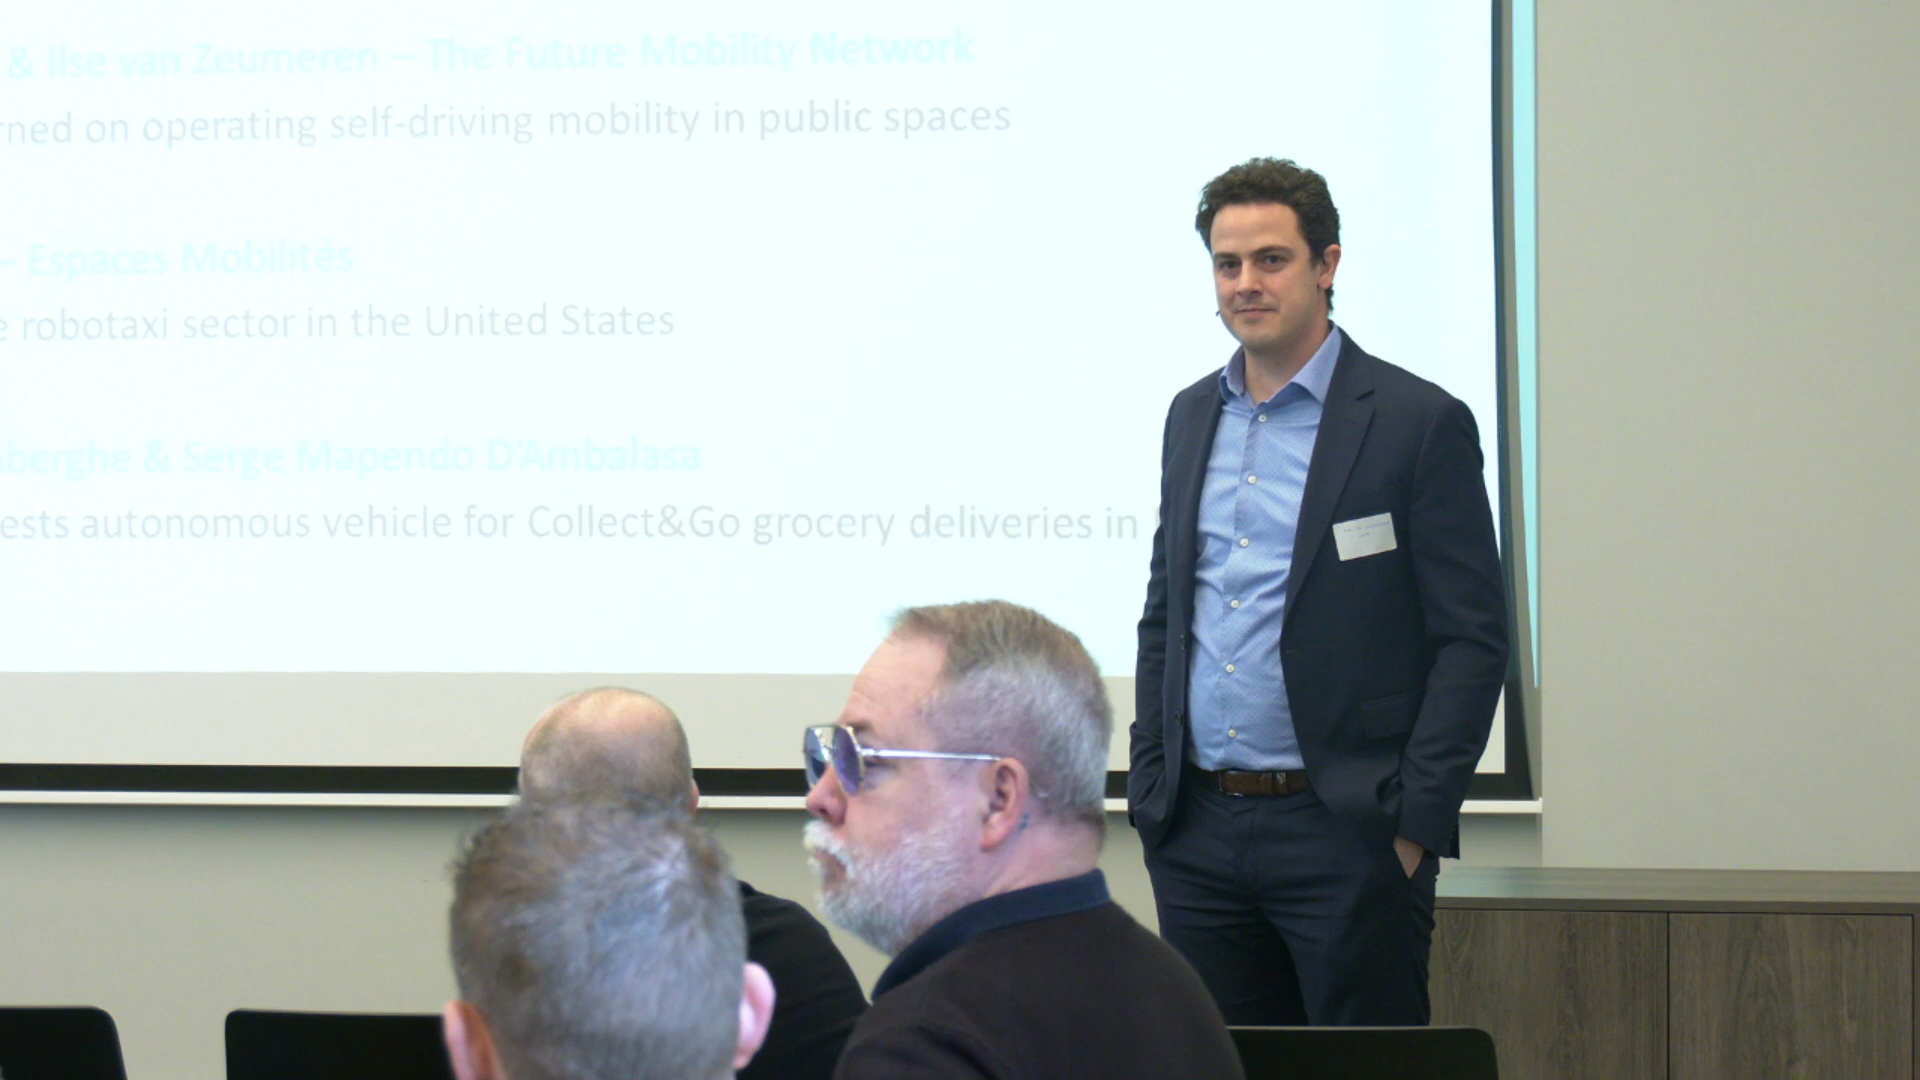 & Ilse van Zeumeren – The Future Mobility Network
rned on operating self-driving mobility in public spaces
– Espaces Mobilités
e robotaxi sector in the United States
berghe & Serge Mapendo D'Ambalasa
ests autonomous vehicle for Collect&Go grocery deliveries in